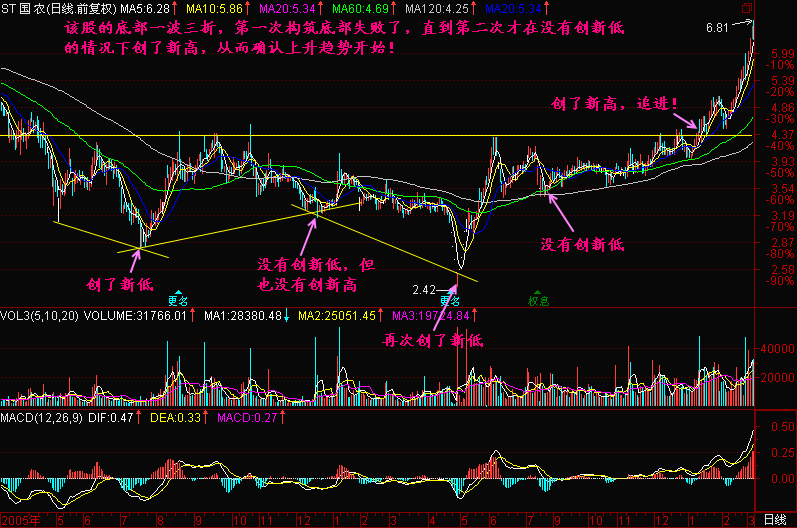 ST国农(日线,前复权) MA5:6.28↑ MA10:5.86↑ MA20:5.34↑ MA60:4.69↑ MA120:4.25↑ MA20:5.34↑
该股的底部一波三折，第一次构筑底部失败了，直到第二次才在没有创新低
的情况下创了新高，从而确认上升趋势开始！
6.81
5.99
-10%
5.39
-20%
创了新高，追进！
4.86
-30%
4.37
-40%
3.93
50%
3.54
-60%
3.19
-70%
没有创新低
2.87
-80%
没有创新低，但
也没有创新高
2.58
-90%
创了新低
2.42
更名
更名
权息
VOL3(5,10,20) VOLUME:31766.01↑ MA1:28380.48↓ MA2:25051.45↑ MA3:19724.84↑
再次创了新低
40000
20000
MACD(12,26,9) DIF:0.47↑ DEA:0.33↑ MACD:0.27↑
0.50
0.25
0.00
2005年 5 6 7 8 9 10 11 12 1 2 3 4 5 6 7 8 9 10 11 12 1 2 3 日线